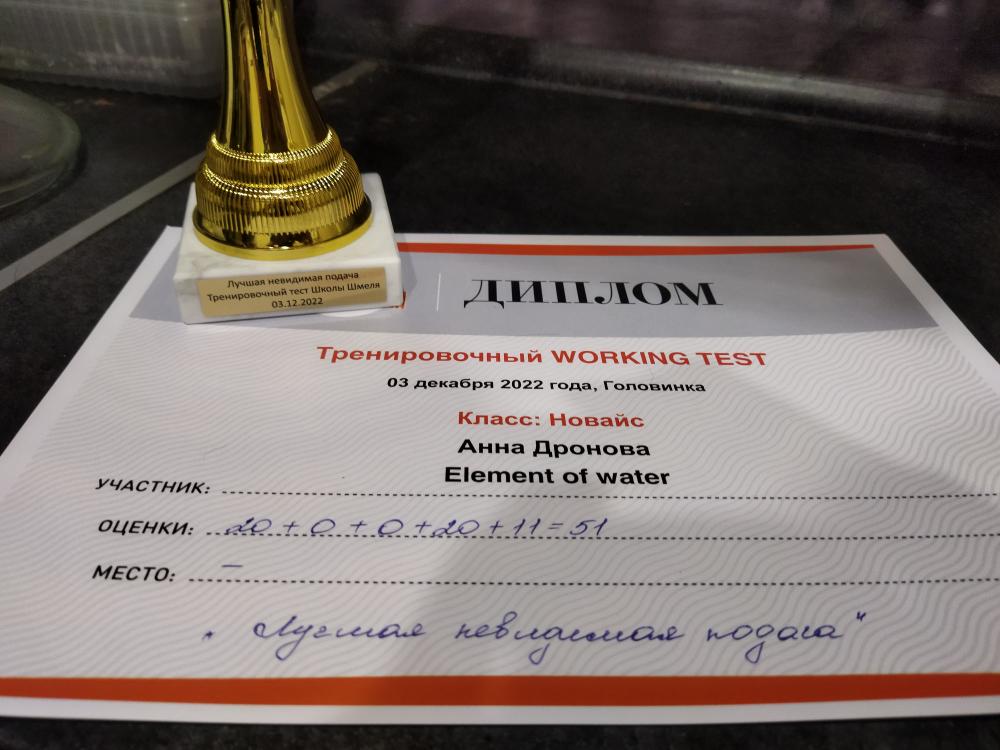 Лучшая невидимая подача
Тренировочный тест Школы Шмеля
03.12.2022
ДИПЛОМ
Тренировочный WORKING TEST
03 декабря 2022 года, Головинка
Класс: Новайс
Анна Дронова
Element of water
УЧАСТНИК:
ОЦЕНКИ: 20 + 0 + 0 + 20 + 11 = 51
МЕСТО: —
„ Лучшая невидимая подача"